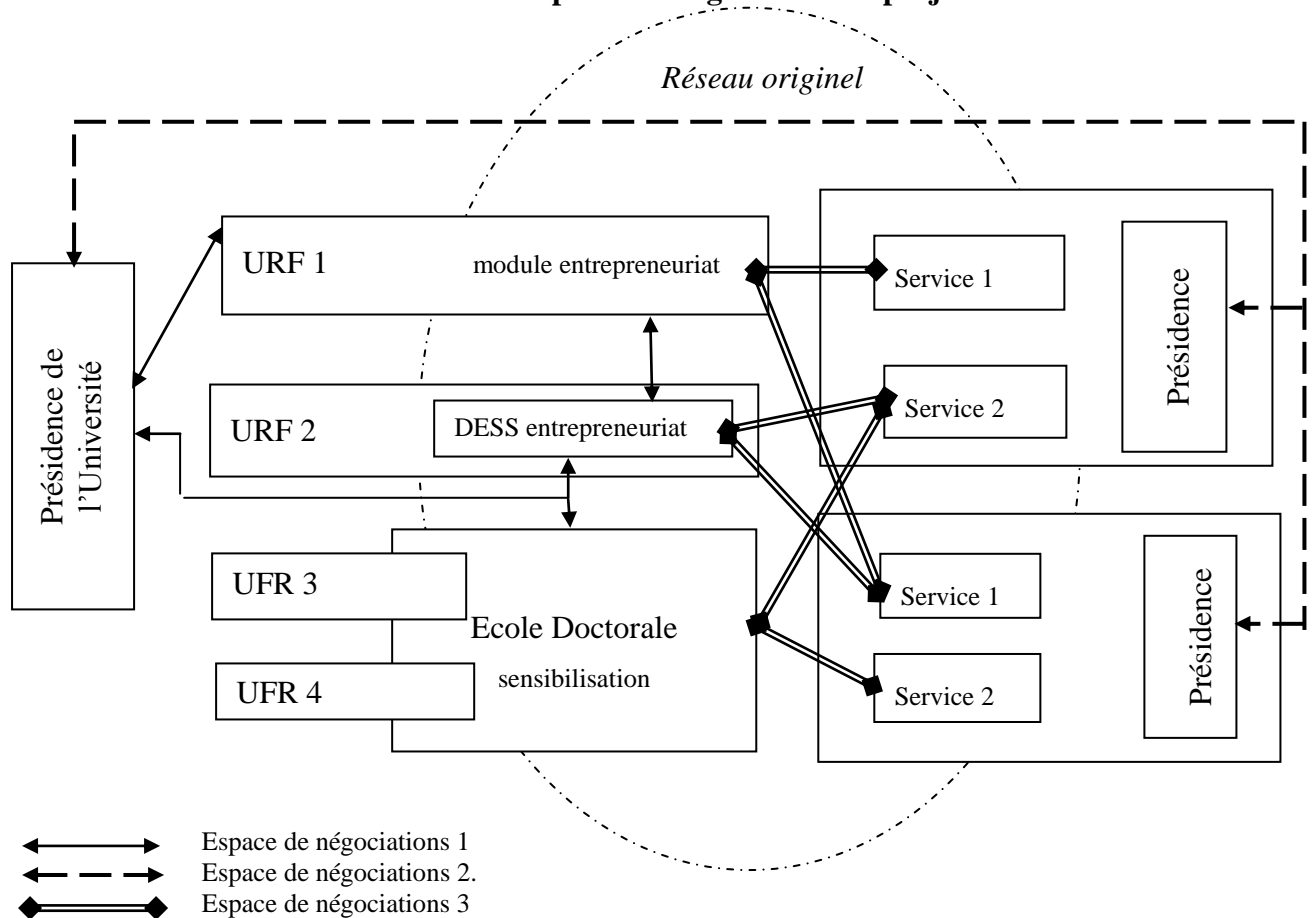 Réseau originel
URF 1
module entrepreneuriat
Service 1
Présidence
Présidence de
l'Université
URF 2
DESS entrepreneuriat
Service 2
UFR 3
Ecole Doctorale
sensibilisation
UFR 4
Service 1
Service 2
Présidence
Espace de négociations 1
Espace de négociations 2.
Espace de négociations 3